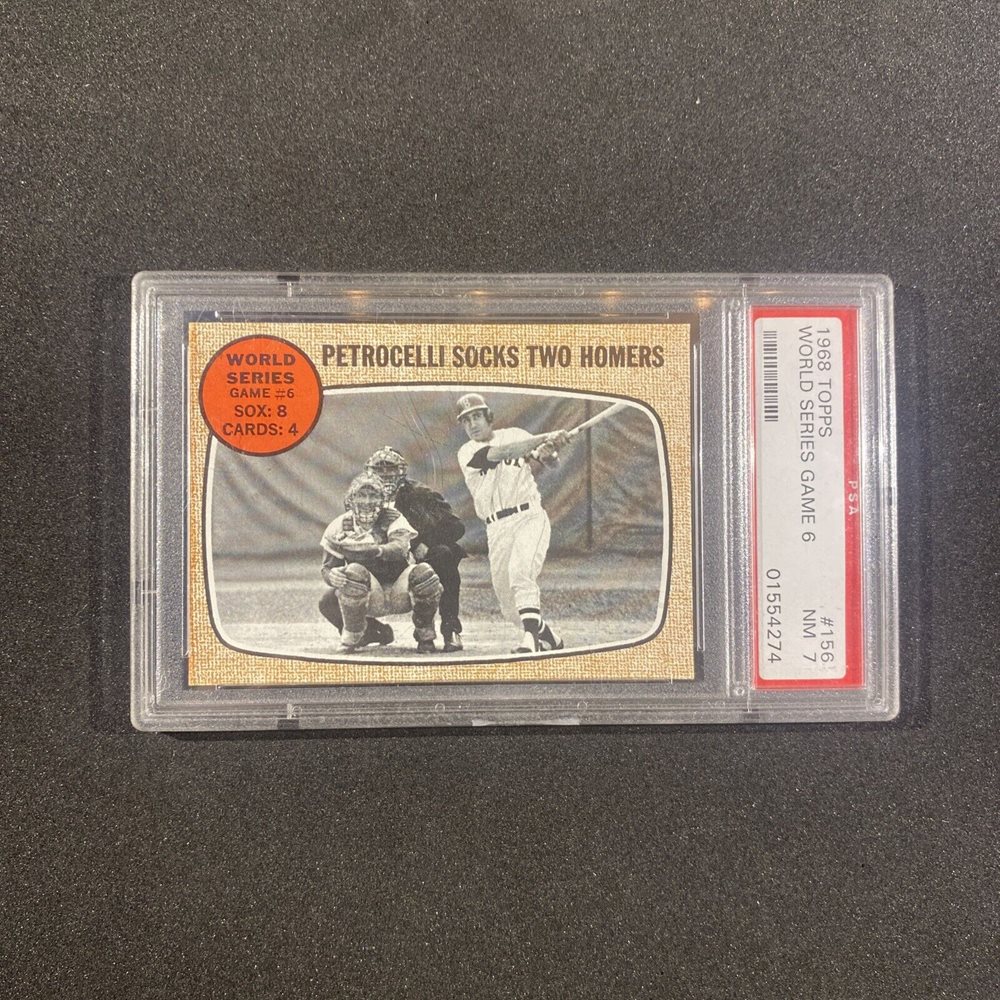 WORLD
SERIES
GAME #6
SOX: 8
CARDS: 4
PETROCELLI SOCKS TWO HOMERS
PSA
1968 TOPPS
#156
WORLD SERIES GAME 6
NM 7
01554274